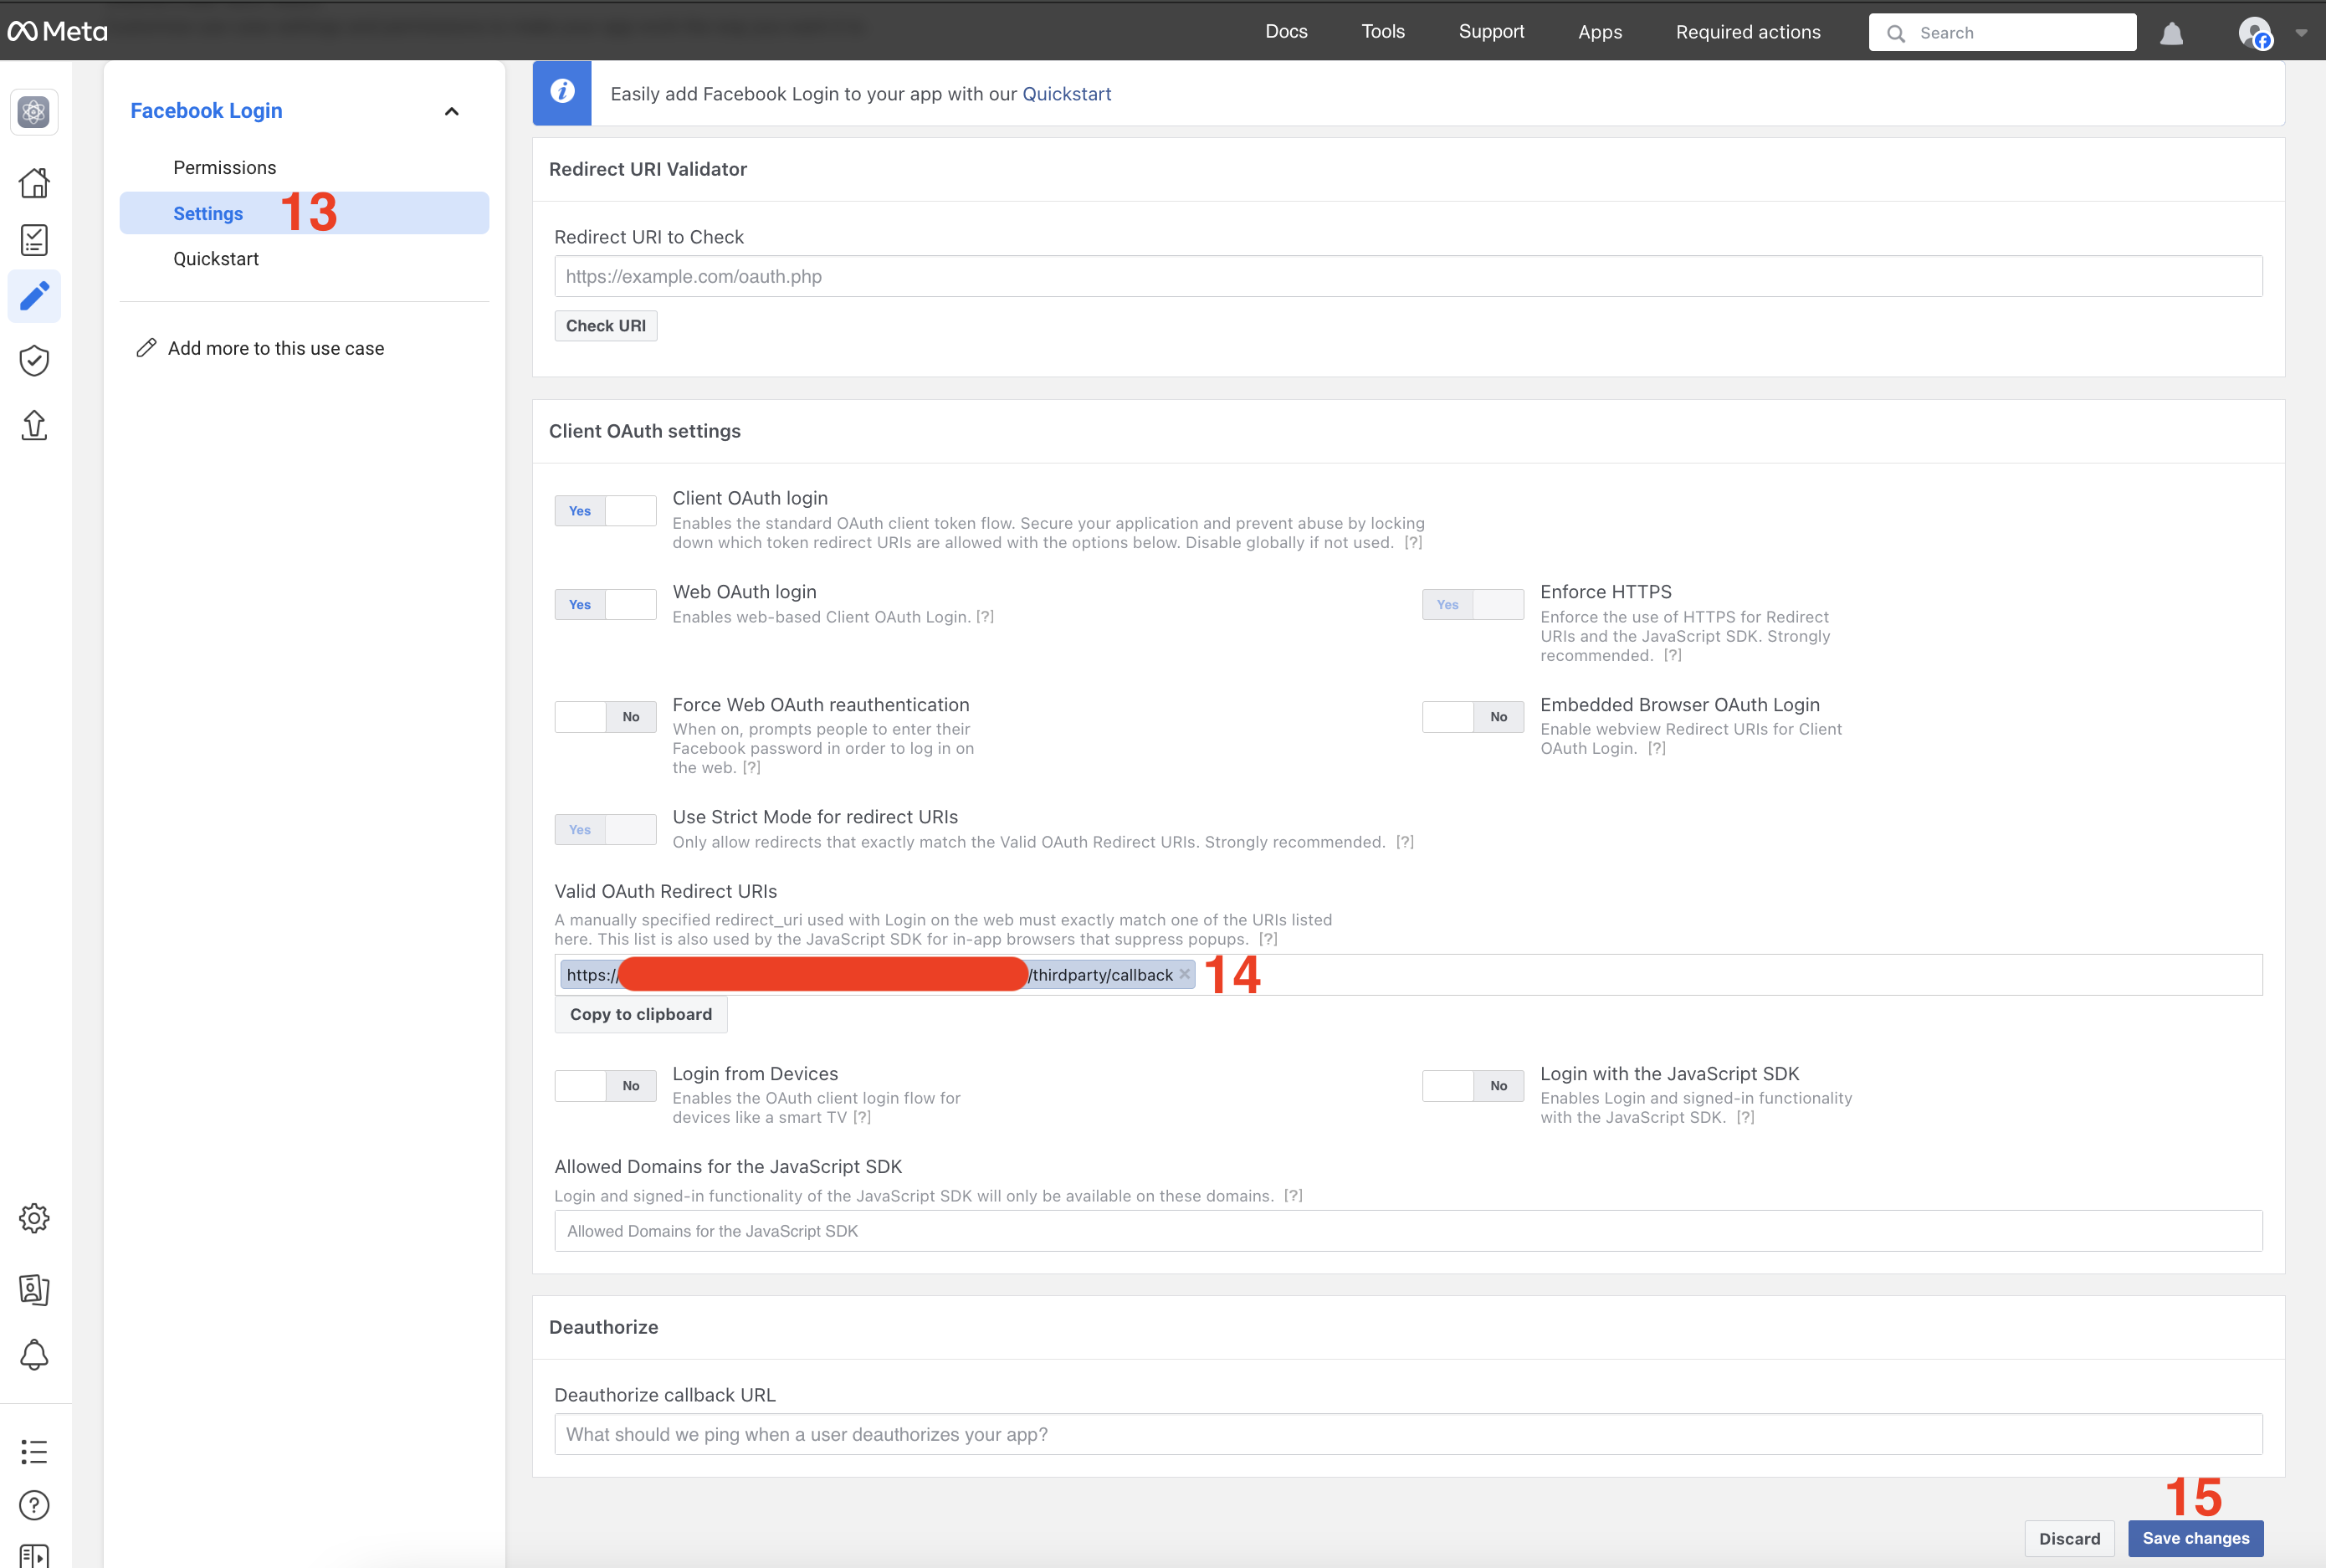 Meta
Docs
Tools
Support
Apps
Required actions
Search
Facebook Login
Permissions
Settings 13
Quickstart
Add more to this use case
Easily add Facebook Login to your app with our Quickstart
Redirect URI Validator
Redirect URI to Check
https://example.com/oauth.php
Check URI
Client OAuth settings
Yes
Client OAuth login
Enables the standard OAuth client token flow. Secure your application and prevent abuse by locking
down which token redirect URIs are allowed with the options below. Disable globally if not used. [?]
Yes
Web OAuth login
Enables web-based Client OAuth Login. [?]
Yes
Enforce HTTPS
Enforce the use of HTTPS for Redirect
URIs and the JavaScript SDK. Strongly
recommended. [?]
No
Force Web OAuth reauthentication
When on, prompts people to enter their
Facebook password in order to log in on
the web. [?]
No
Embedded Browser OAuth Login
Enable webview Redirect URIs for Client
OAuth Login. [?]
Yes
Use Strict Mode for redirect URIs
Only allow redirects that exactly match the Valid OAuth Redirect URIs. Strongly recommended. [?]
Valid OAuth Redirect URIs
A manually specified redirect_uri used with Login on the web must exactly match one of the URIs listed
here. This list is also used by the JavaScript SDK for in-app browsers that suppress popups. [?]
https:// /thirdparty/callback × 14
Copy to clipboard
No
Login from Devices
Enables the OAuth client login flow for
devices like a smart TV [?]
No
Login with the JavaScript SDK
Enables Login and signed-in functionality
with the JavaScript SDK. [?]
Allowed Domains for the JavaScript SDK
Login and signed-in functionality of the JavaScript SDK will only be available on these domains. [?]
Allowed Domains for the JavaScript SDK
Deauthorize
Deauthorize callback URL
What should we ping when a user deauthorizes your app?
15
Discard
Save changes